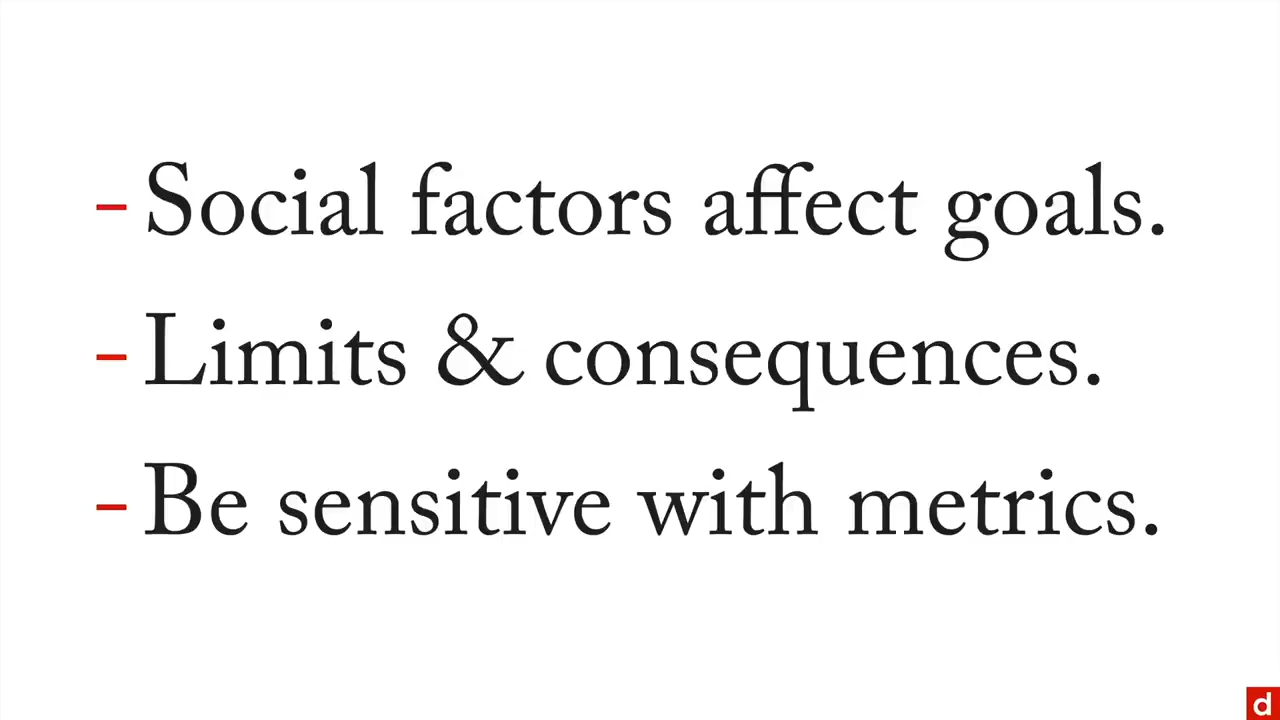 – Social factors affect goals.
– Limits & consequences.
– Be sensitive with metrics.
d